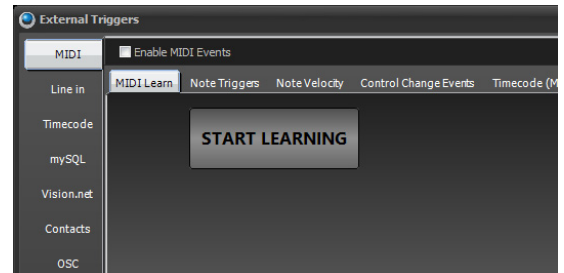 External Triggers
MIDI
Enable MIDI Events
Line in
MIDI Learn Note Triggers Note Velocity Control Change Events Timecode (M
START LEARNING
Timecode
mySQL
Vision.net
Contacts
OSC